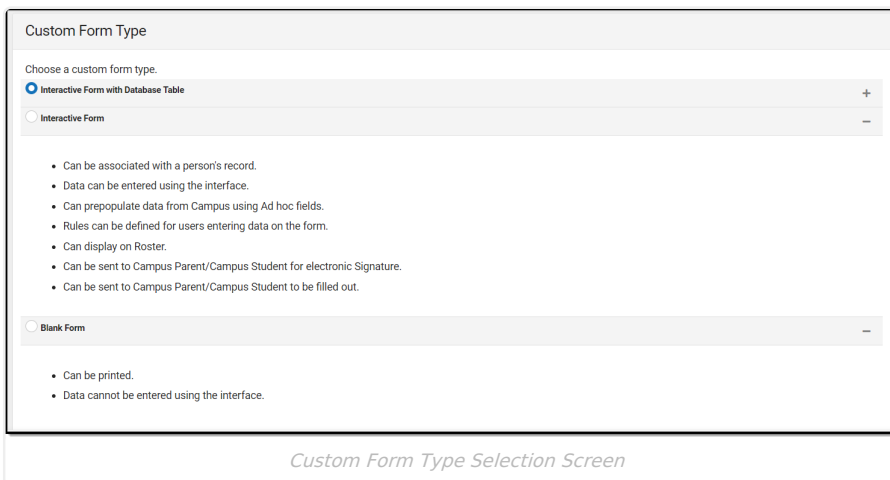 Custom Form Type
Choose a custom form type.
Interactive Form with Database Table
Interactive Form
Can be associated with a person's record.
Data can be entered using the interface.
Can prepopulate data from Campus using Ad hoc fields.
Rules can be defined for users entering data on the form.
Can display on Roster.
Can be sent to Campus Parent/Campus Student for electronic Signature.
Can be sent to Campus Parent/Campus Student to be filled out.
Blank Form
Can be printed.
Data cannot be entered using the interface.
Custom Form Type Selection Screen